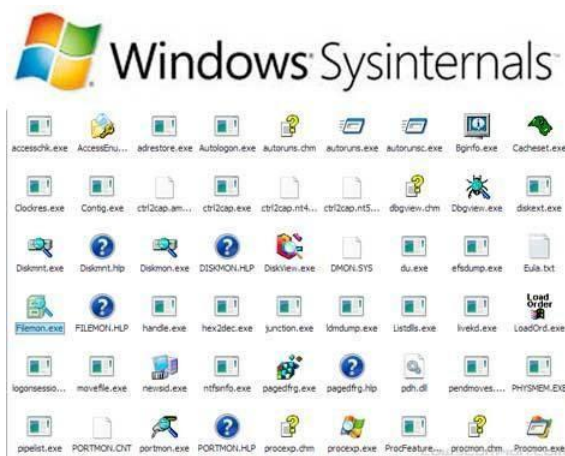 Windows Sysinternals
accesschk.exe AccessEnu... adrestore.exe Autologon.exe autoruns.chm autoruns.exe autorunsc.exe Bginfo.exe Cacheset.exe
Clockres.exe Contig.exe ctrl2cap.am... ctrl2cap.exe ctrl2cap.nt4... ctrl2cap.nt5... dbgview.chm Dbgview.exe diskext.exe
Diskmnt.exe Diskmnt.hlp Diskmon.exe DISKMON.HLP DiskView.exe DMON.SYS du.exe efsdump.exe Eula.txt
Load
Order
Filemon.exe FILEMON.HLP handle.exe hex2dec.exe junction.exe ldmdump.exe Listdlls.exe livekd.exe LoadOrd.exe
logonsessio... movefile.exe newsid.exe ntfsinfo.exe pagedfrg.exe pagedfrg.hlp pdh.dll pendmoves.... PHYSMEM.EXE
pipelist.exe PORTMON.CNT portmon.exe PORTMON.HLP procexp.chm procexp.exe ProcFeature... procmon.chm Procmon.exe